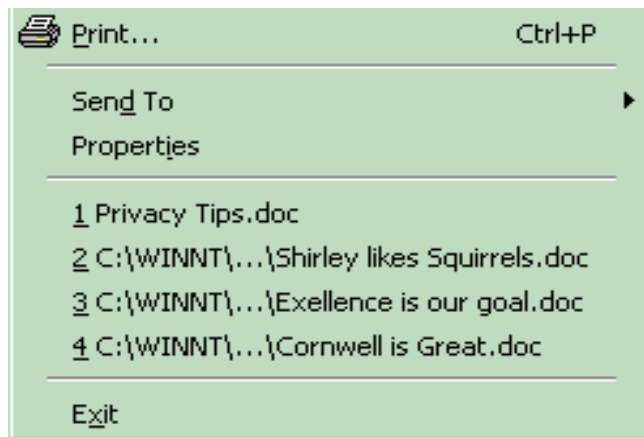 Print... Ctrl+P
Send To
Properties
1 Privacy Tips.doc
2 C:\WINNT\...\Shirley likes Squirrels.doc
3 C:\WINNT\...\Exellence is our goal.doc
4 C:\WINNT\...\Cornwell is Great.doc
Exit